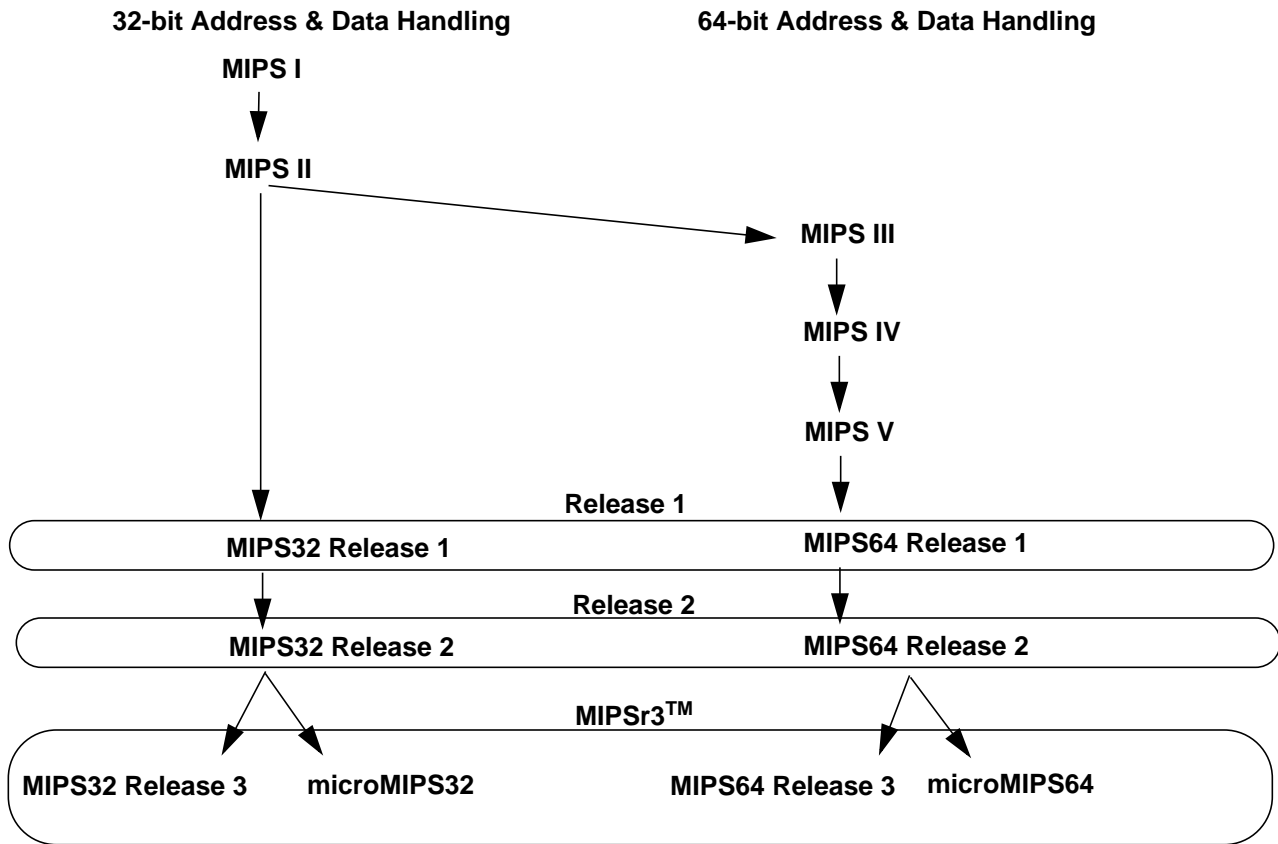 32-bit Address & Data Handling
64-bit Address & Data Handling
MIPS I
MIPS II
MIPS III
MIPS IV
MIPS V
Release 1
MIPS32 Release 1
MIPS64 Release 1
Release 2
MIPS32 Release 2
MIPS64 Release 2
MIPSr3™
MIPS32 Release 3
microMIPS32
MIPS64 Release 3
microMIPS64